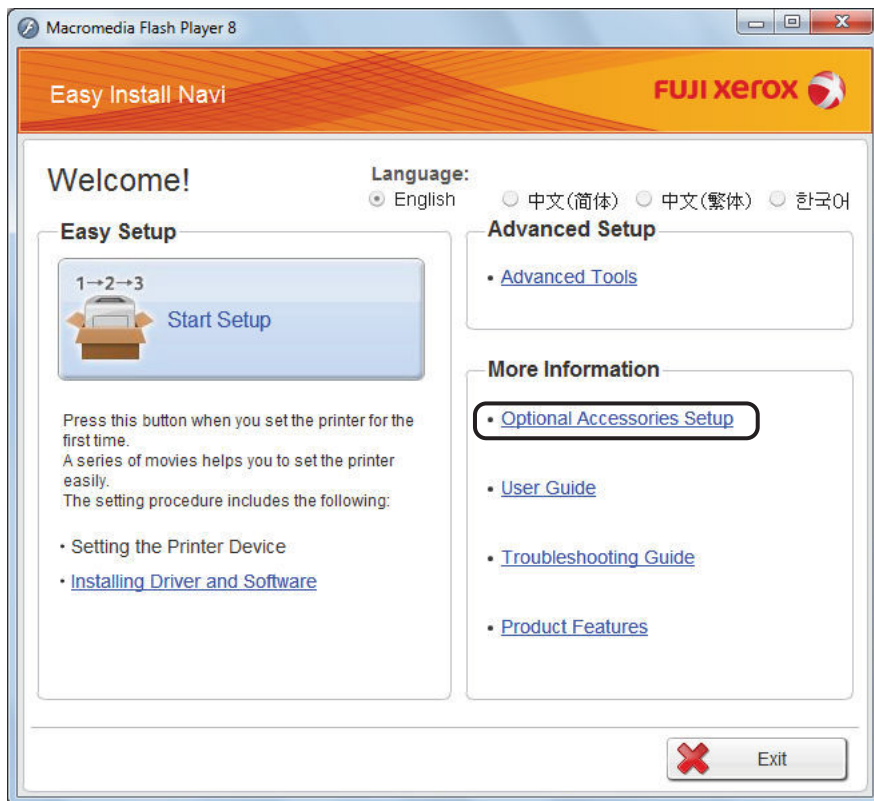 Macromedia Flash Player 8
Easy Install Navi
FUJI xerox
Welcome!
Language:
English 中文(简体) 中文(繁体) 한국어
Easy Setup
1→2→3
Start Setup
Press this button when you set the printer for the
first time.
A series of movies helps you to set the printer
easily.
The setting procedure includes the following:
• Setting the Printer Device
• Installing Driver and Software
Advanced Setup
• Advanced Tools
More Information
• Optional Accessories Setup
• User Guide
• Troubleshooting Guide
• Product Features
Exit